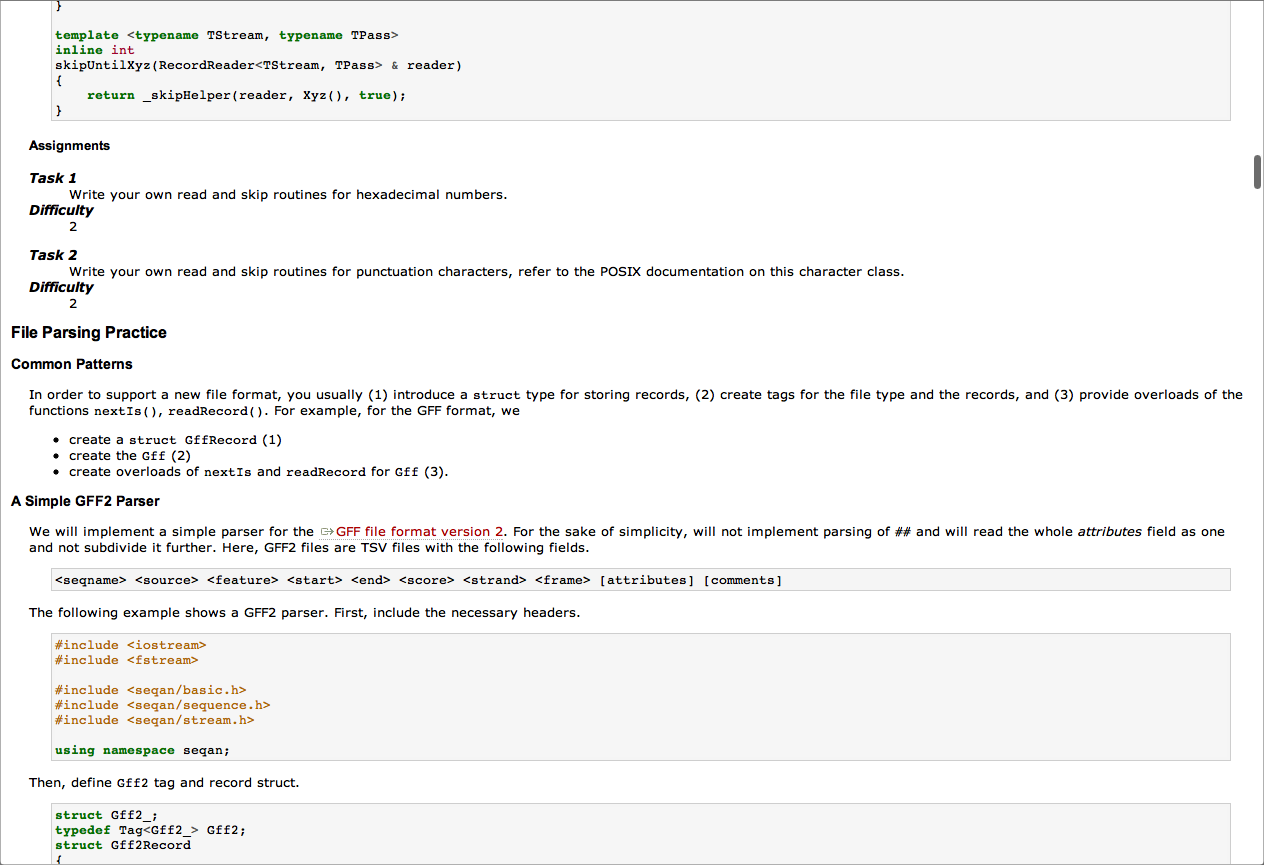 }
template <typename TStream, typename TPass>
inline int
skipUntilXyz(RecordReader<TStream, TPass> & reader)
{
    return _skipHelper(reader, Xyz(), true);
}
Assignments
Task 1
Write your own read and skip routines for hexadecimal numbers.
Difficulty
2
Task 2
Write your own read and skip routines for punctuation characters, refer to the POSIX documentation on this character class.
Difficulty
2
File Parsing Practice
Common Patterns
In order to support a new file format, you usually (1) introduce a struct type for storing records, (2) create tags for the file type and the records, and (3) provide overloads of the
functions nextIs(), readRecord(). For example, for the GFF format, we
• create a struct GffRecord (1)
• create the Gff (2)
• create overloads of nextIs and readRecord for Gff (3).
A Simple GFF2 Parser
We will implement a simple parser for the GFF file format version 2. For the sake of simplicity, will not implement parsing of ## and will read the whole attributes field as one
and not subdivide it further. Here, GFF2 files are TSV files with the following fields.
<seqname> <source> <feature> <start> <end> <score> <strand> <frame> [attributes] [comments]
The following example shows a GFF2 parser. First, include the necessary headers.
#include <iostream>
#include <fstream>
#include <seqan/basic.h>
#include <seqan/sequence.h>
#include <seqan/stream.h>
using namespace seqan;
Then, define Gff2 tag and record struct.
struct Gff2_;
typedef Tag<Gff2_> Gff2;
struct Gff2Record
{